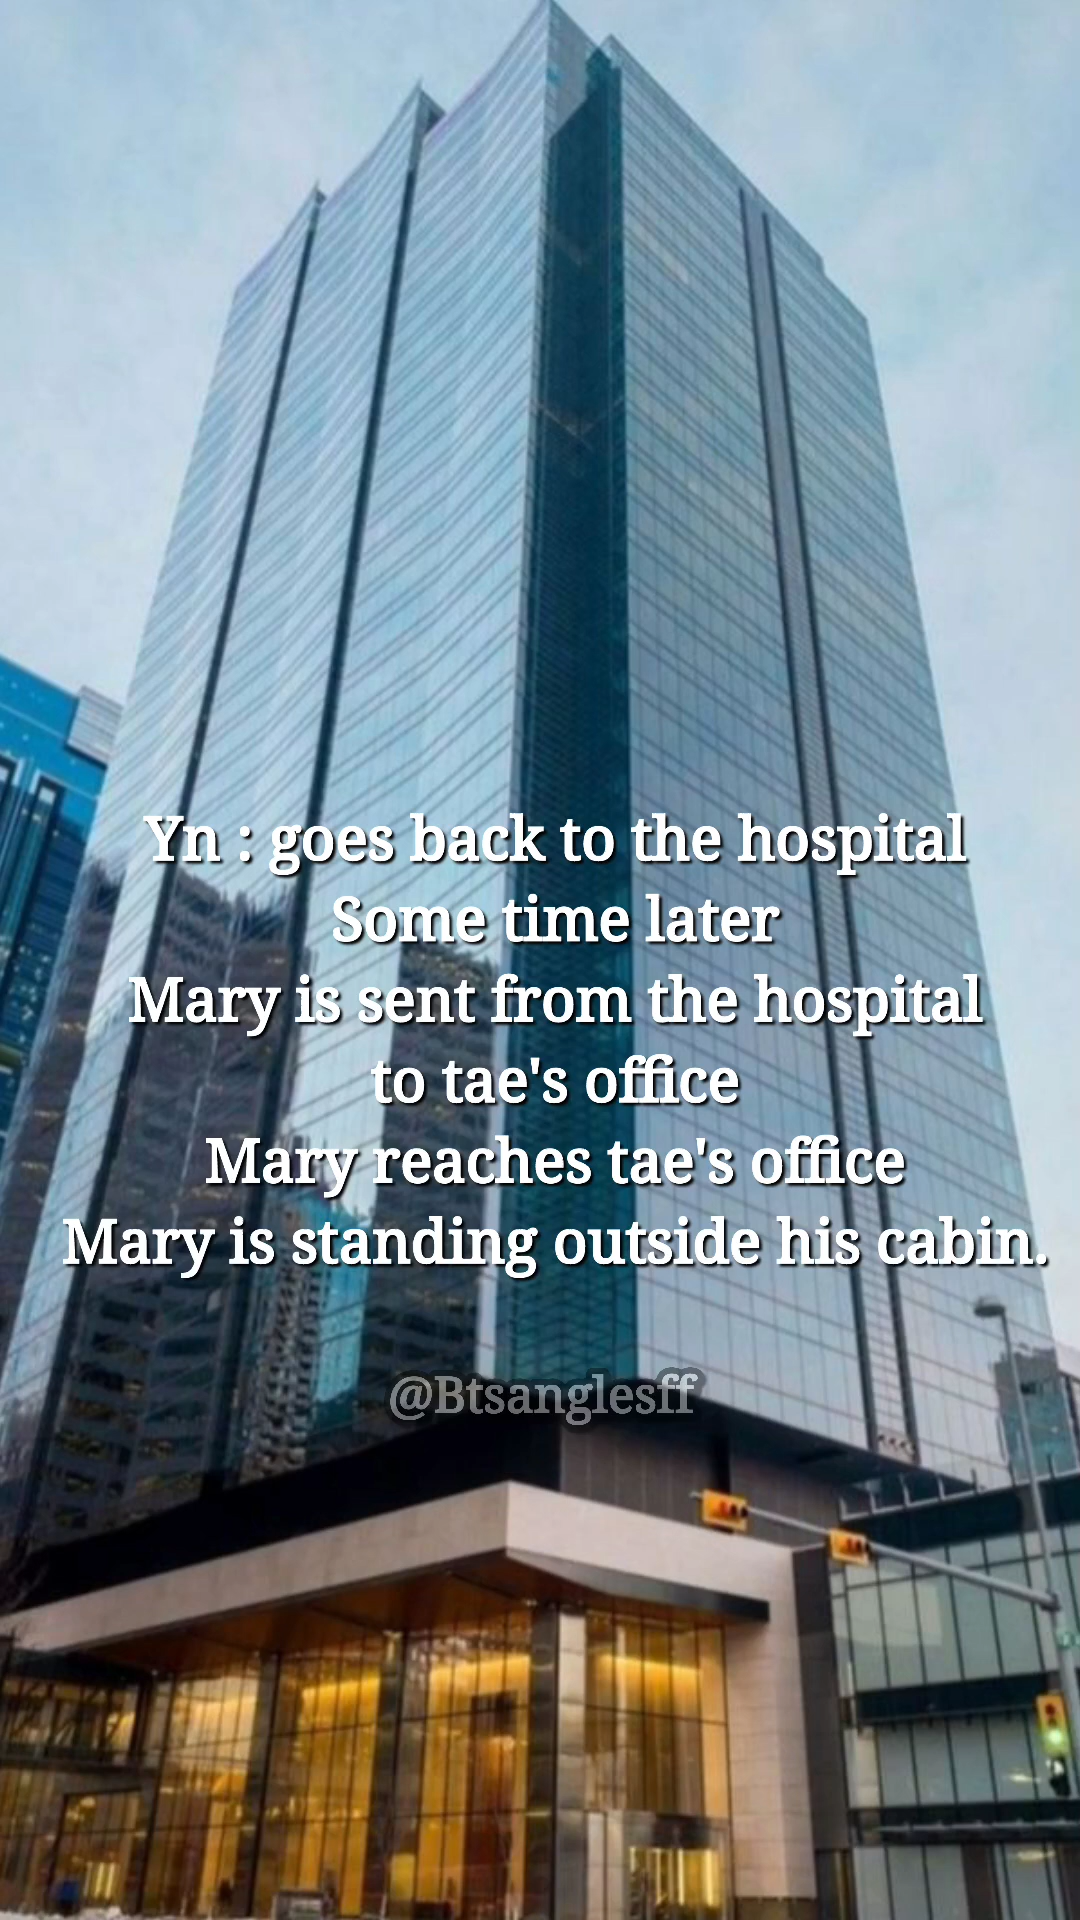 Yn : goes back to the hospital
Some time later
Mary is sent from the hospital
to tae's office
Mary reaches tae's office
Mary is standing outside his cabin.
@Btsanglesff